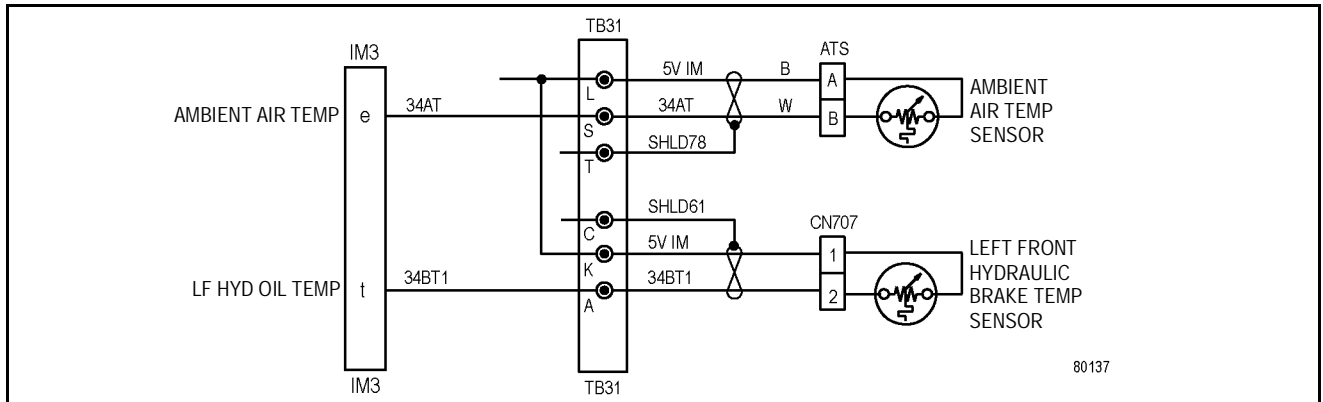 TB31
IM3
ATS
5V IM
B
A
AMBIENT
AIR TEMP
SENSOR
L
AMBIENT AIR TEMP
e
34AT
34AT
W
B
S
SHLD78
T
SHLD61
C
CN707
5V IM
1
LEFT FRONT
HYDRAULIC
BRAKE TEMP
SENSOR
K
LF HYD OIL TEMP
t
34BT1
34BT1
2
A
80137
IM3
TB31